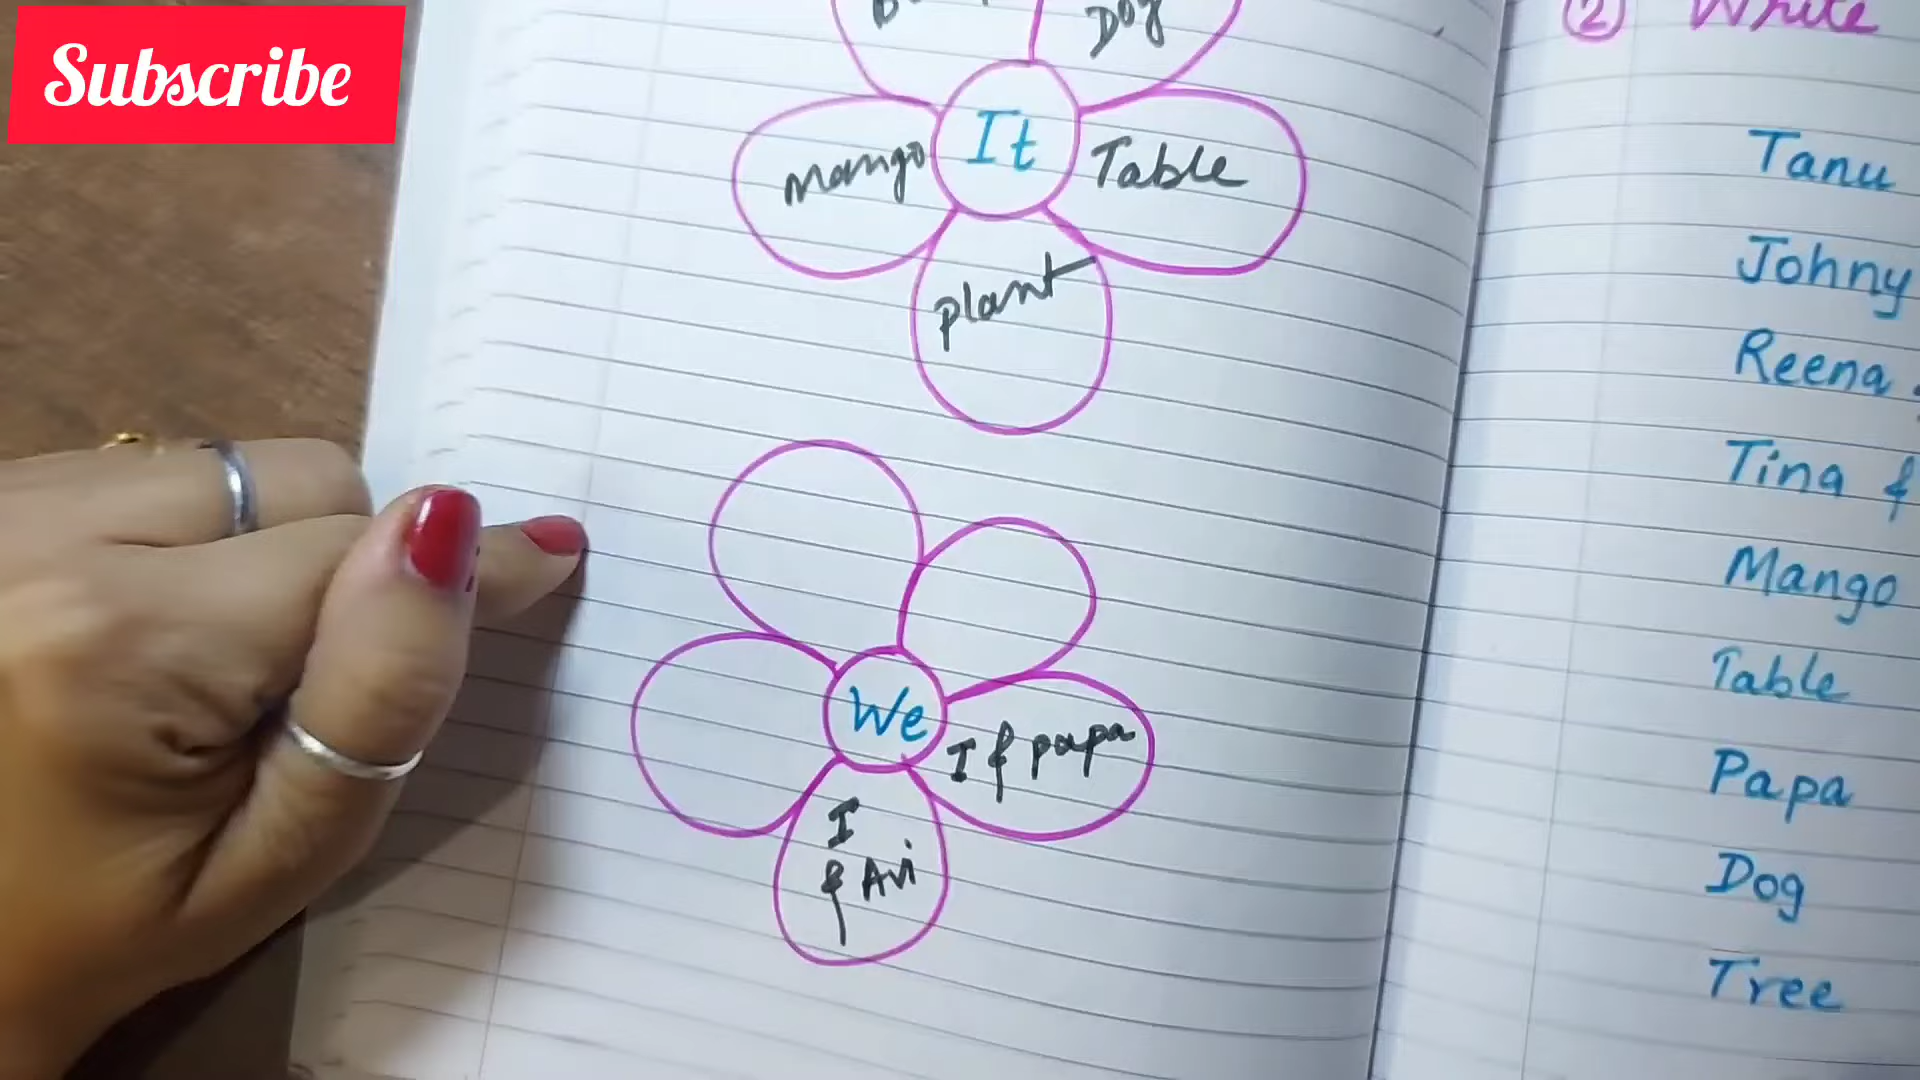 Subscribe
Dog
Mango
It
Table
plant
We
I & papa
I
& Avi
② Write
Tanu
Johny
Reena
Tina &
Mango
Table
Papa
Dog
Tree